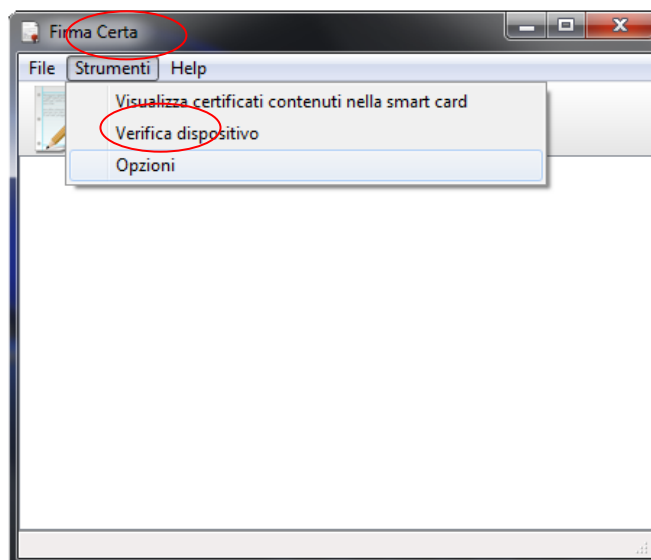 Firma Certa
File Strumenti Help
Visualizza certificati contenuti nella smart card
Verifica dispositivo
Opzioni